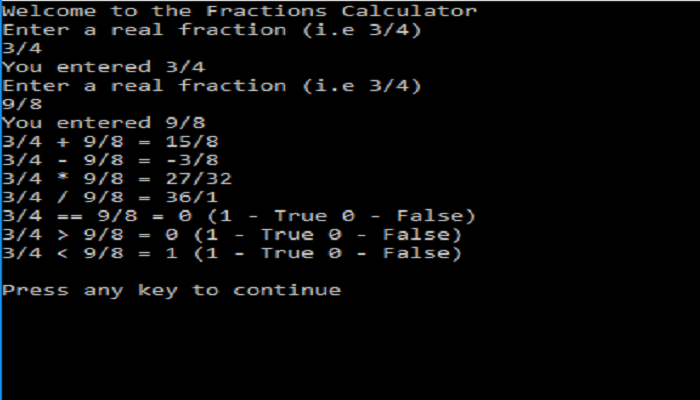 Welcome to the Fractions Calculator
Enter a real fraction (i.e 3/4)
3/4
You entered 3/4
Enter a real fraction (i.e 3/4)
9/8
You entered 9/8
3/4 + 9/8 = 15/8
3/4 - 9/8 = -3/8
3/4 * 9/8 = 27/32
3/4 / 9/8 = 36/1
3/4 == 9/8 = 0 (1 - True 0 - False)
3/4 > 9/8 = 0 (1 - True 0 - False)
3/4 < 9/8 = 1 (1 - True 0 - False)
Press any key to continue